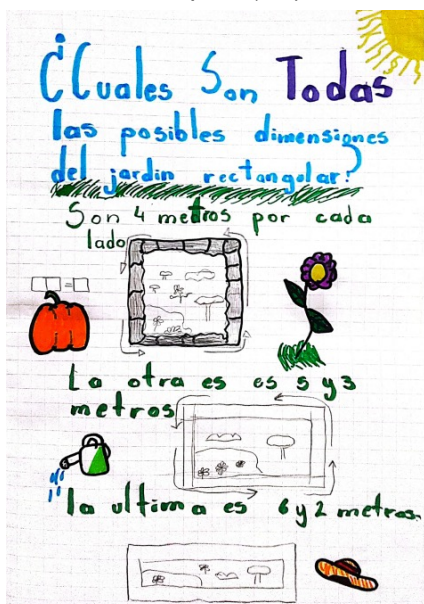 ¿Cuales Son Todas
las posibles dimensiones
del jardin rectangular?
Son 4 metros por cada
lado
La otra es es 5 y 3
metros
la ultima es 6 y 2 metros.